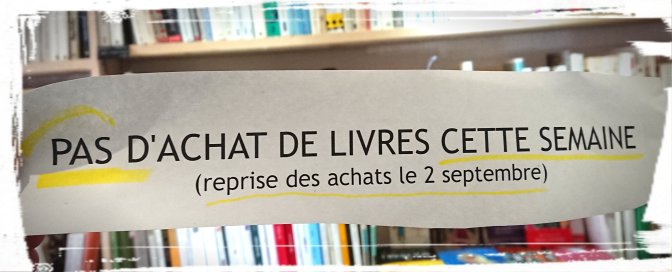 PAS D'ACHAT DE LIVRES CETTE SEMAINE
(reprise des achats le 2 septembre)